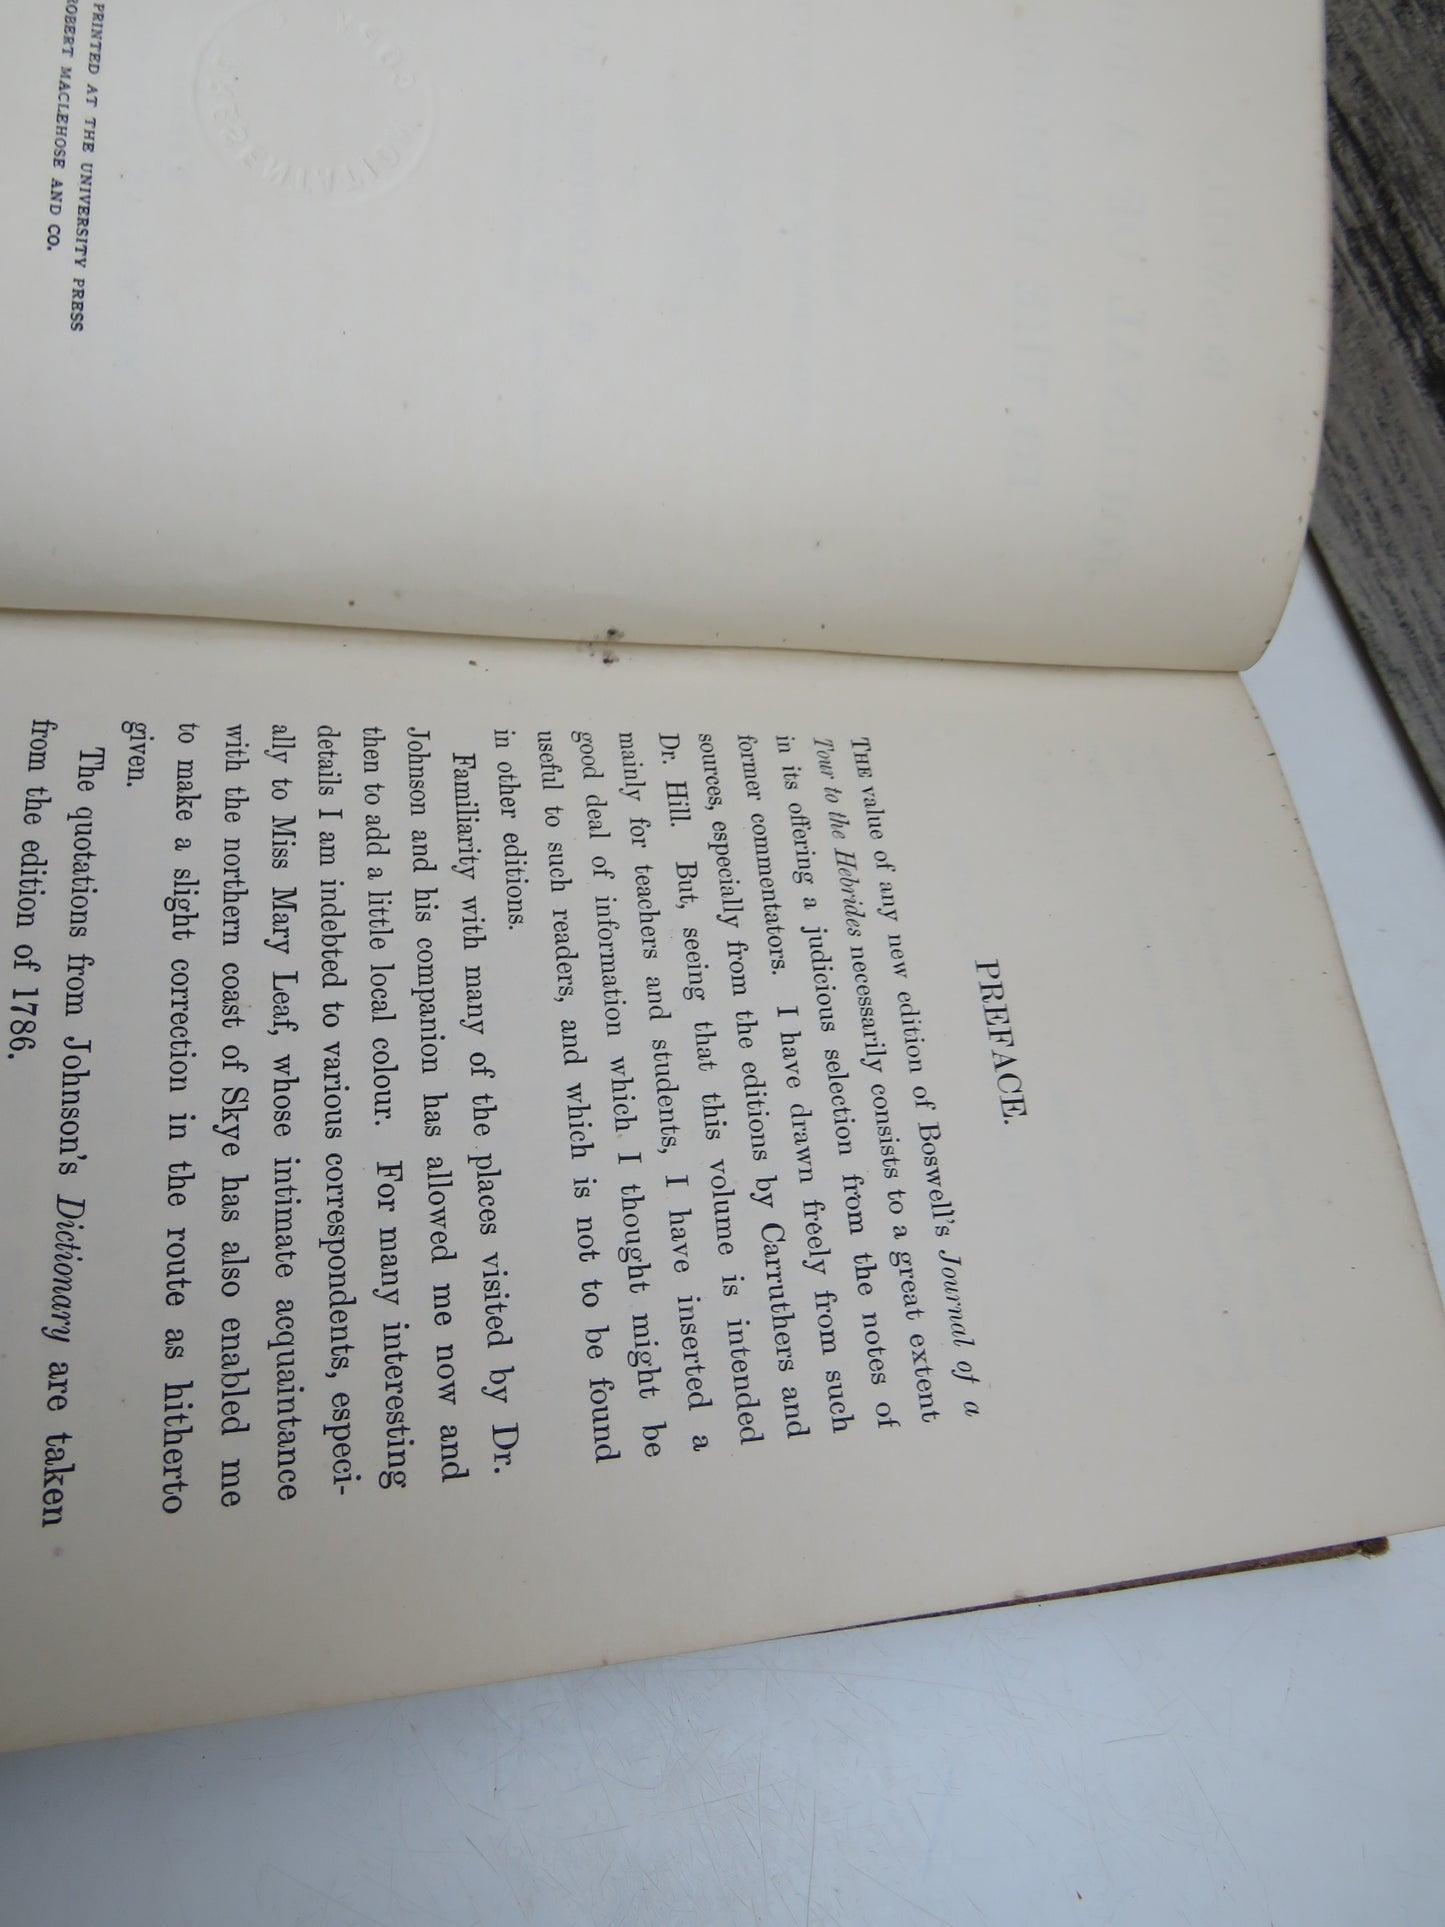 PRINTED AT THE UNIVERSITY PRESS
ROBERT MACLEHOSE AND CO.
PREFACE.
THE value of any new edition of Boswell's Journal of a
Tour to the Hebrides necessarily consists to a great extent
in its offering a judicious selection from the notes of
former commentators. I have drawn freely from such
sources, especially from the editions by Carruthers and
Dr. Hill. But, seeing that this volume is intended
mainly for teachers and students, I have inserted a
good deal of information which I thought might be
useful to such readers, and which is not to be found
in other editions.
Familiarity with many of the places visited by Dr.
Johnson and his companion has allowed me now and
then to add a little local colour. For many interesting
details I am indebted to various correspondents, especi-
ally to Miss Mary Leaf, whose intimate acquaintance
with the northern coast of Skye has also enabled me
to make a slight correction in the route as hitherto
given.
The quotations from Johnson's Dictionary are taken
from the edition of 1786.